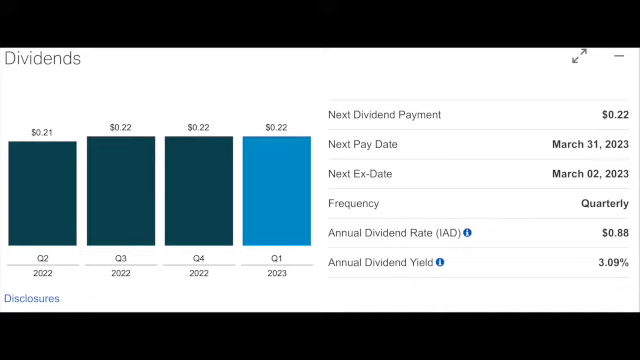 Dividends
$0.21 $0.22 $0.22 $0.22
Q2 Q3 Q4 Q1
2022 2022 2022 2023
Next Dividend Payment $0.22
Next Pay Date March 31, 2023
Next Ex-Date March 02, 2023
Frequency Quarterly
Annual Dividend Rate (IAD) $0.88
Annual Dividend Yield 3.09%
Disclosures